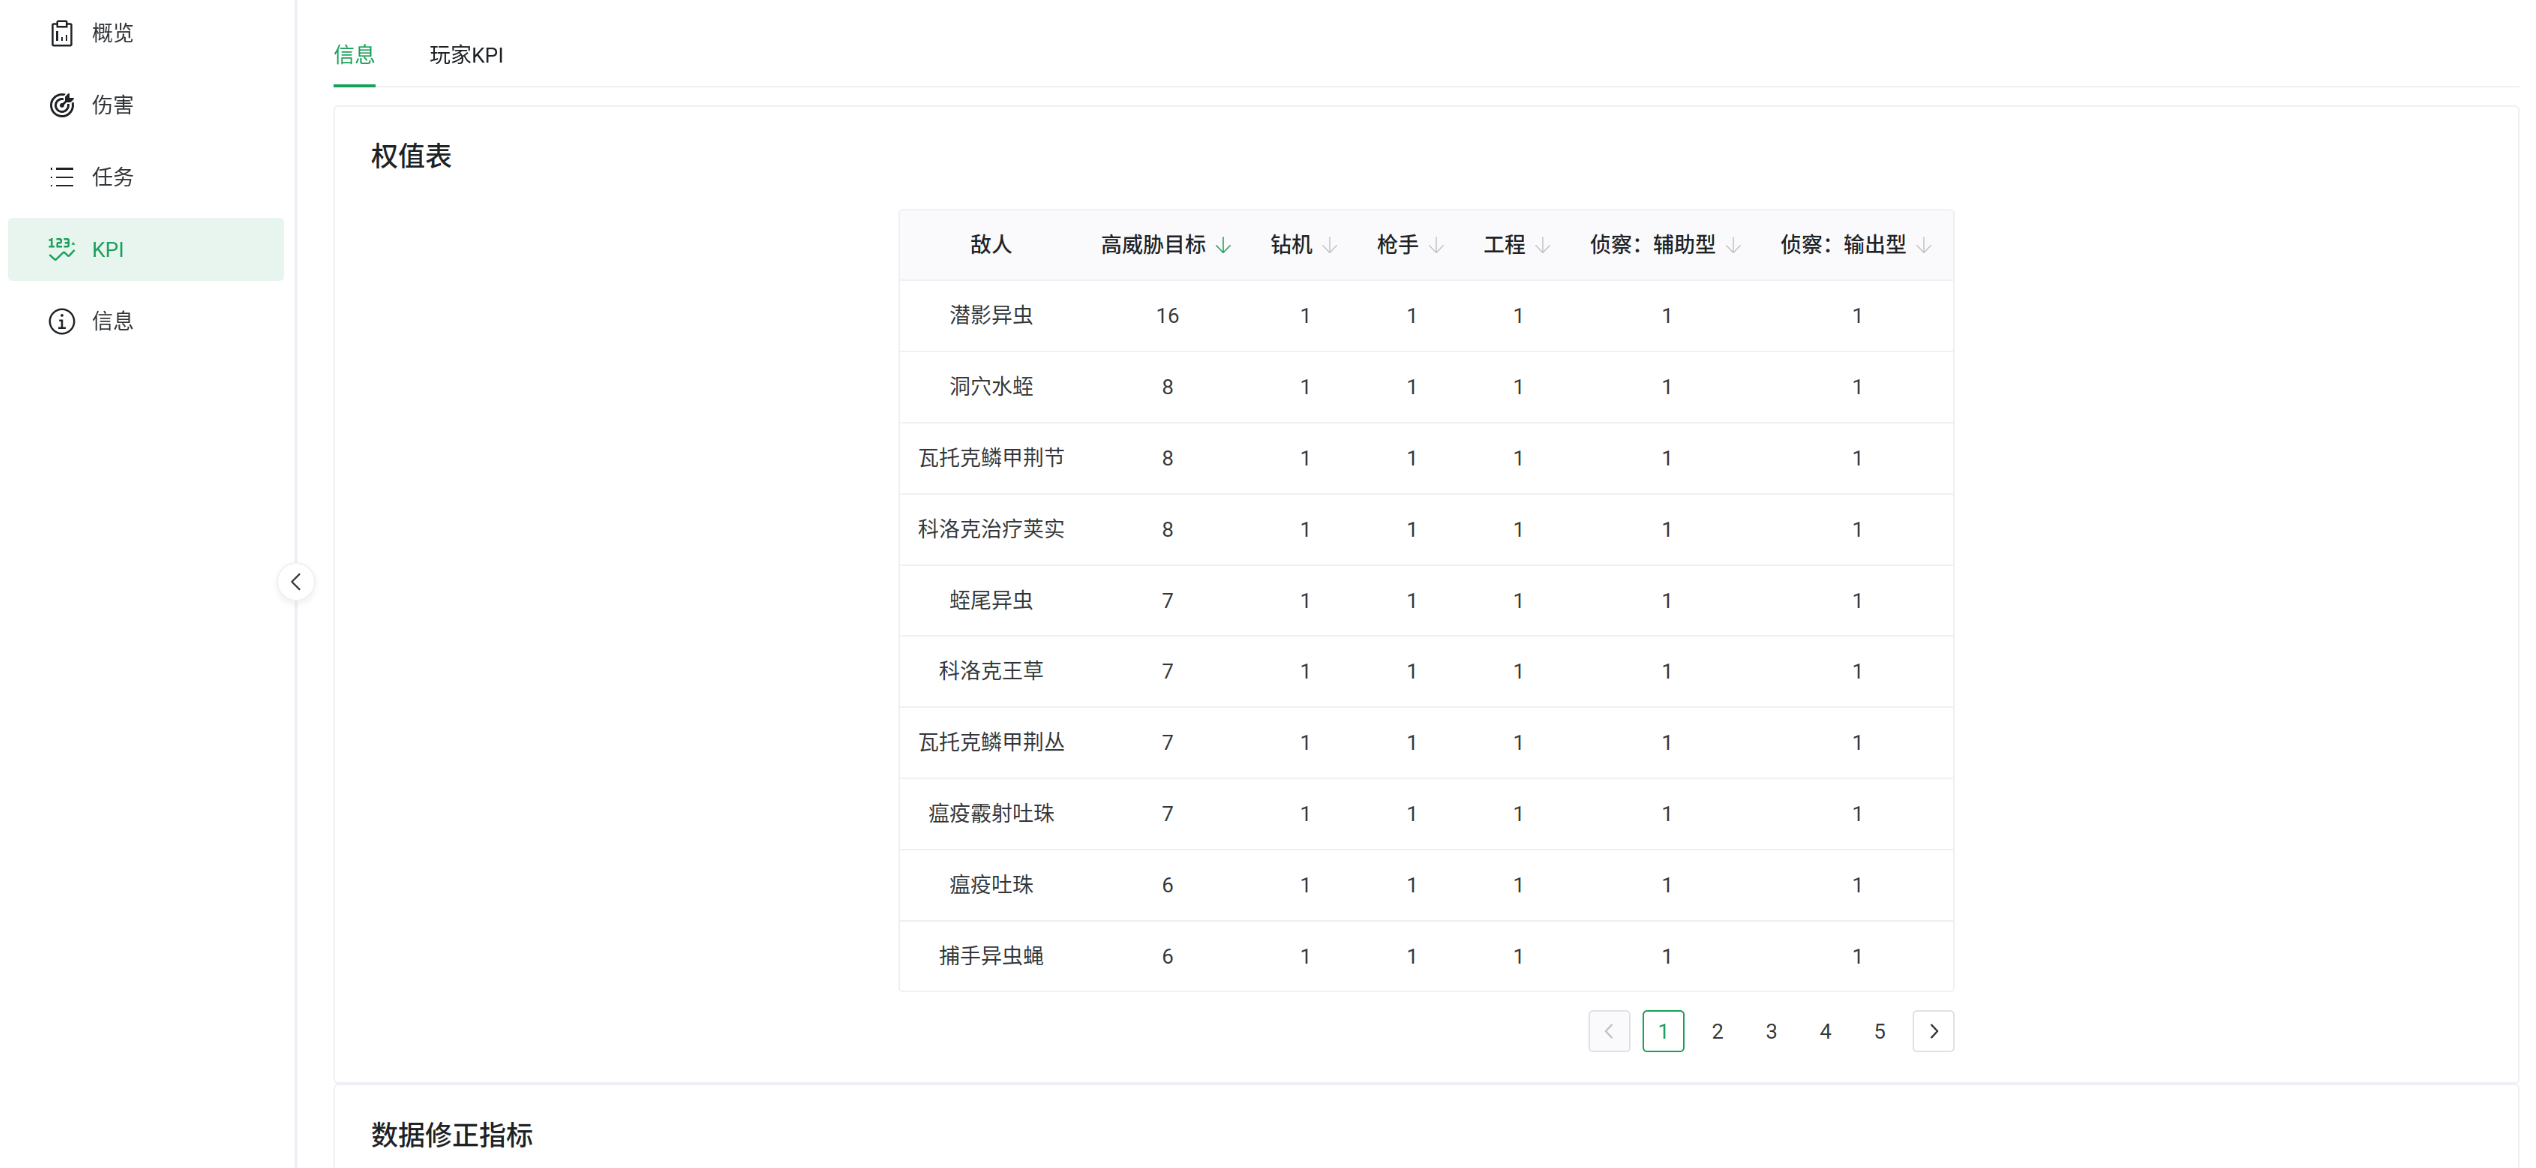 概览
伤害
任务
KPI
信息
信息 玩家KPI
权值表
敌人 高威胁目标 钻机 枪手 工程 侦察：辅助型 侦察：输出型
潜影异虫 16 1 1 1 1 1
洞穴水蛭 8 1 1 1 1 1
瓦托克鳞甲荆节 8 1 1 1 1 1
科洛克治疗荚实 8 1 1 1 1 1
蛭尾异虫 7 1 1 1 1 1
科洛克王草 7 1 1 1 1 1
瓦托克鳞甲荆丛 7 1 1 1 1 1
瘟疫霰射吐珠 7 1 1 1 1 1
瘟疫吐珠 6 1 1 1 1 1
捕手异虫蝇 6 1 1 1 1 1
1 2 3 4 5
数据修正指标